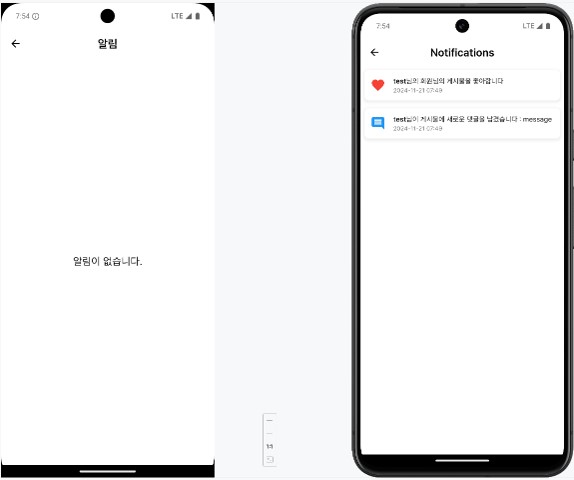 7:54
LTE
알림
알림이 없습니다.
1:1
7:54
LTE
Notifications
test님의 회원님의 게시물을 좋아합니다
2024-11-21 07:49
test님이 게시물에 새로운 댓글을 남겼습니다 : message
2024-11-21 07:49